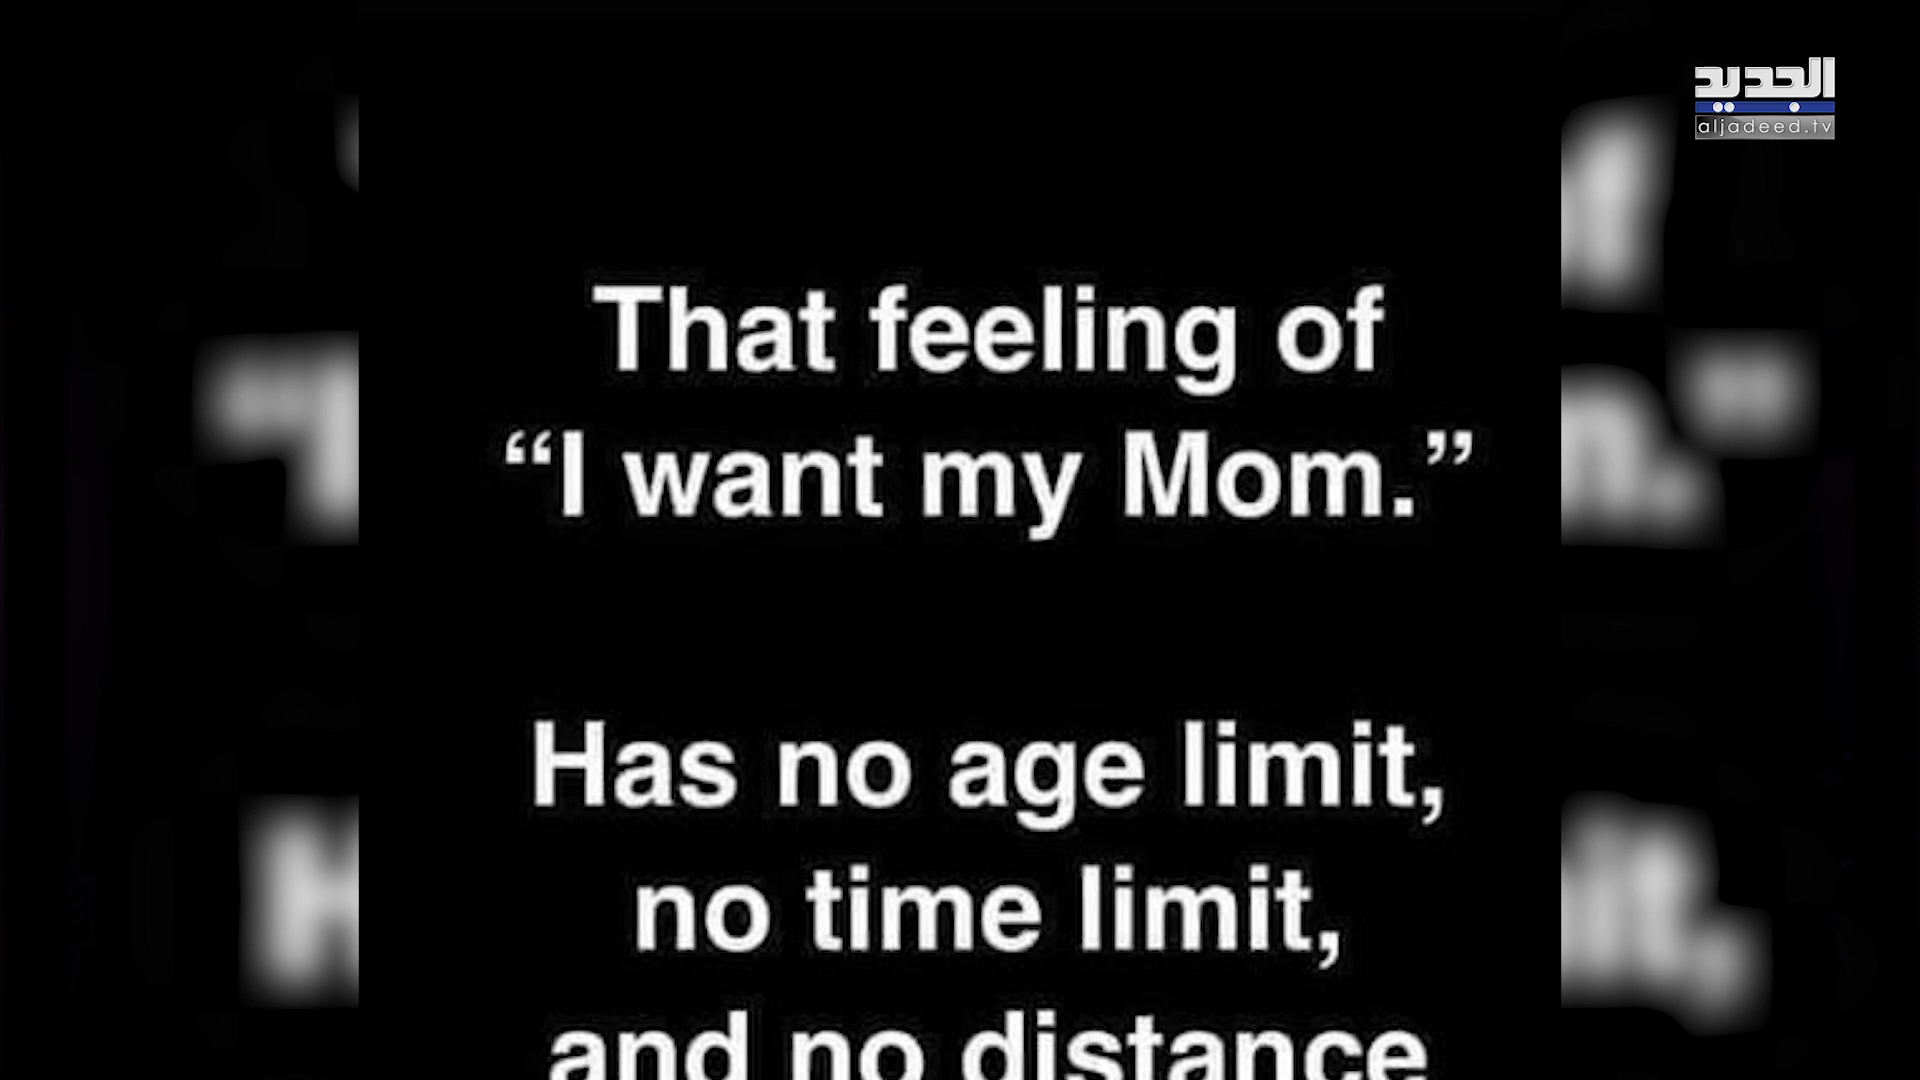 الجديد
aljadeed.tv
That feeling of
“I want my Mom.”
Has no age limit,
no time limit,
and no distance